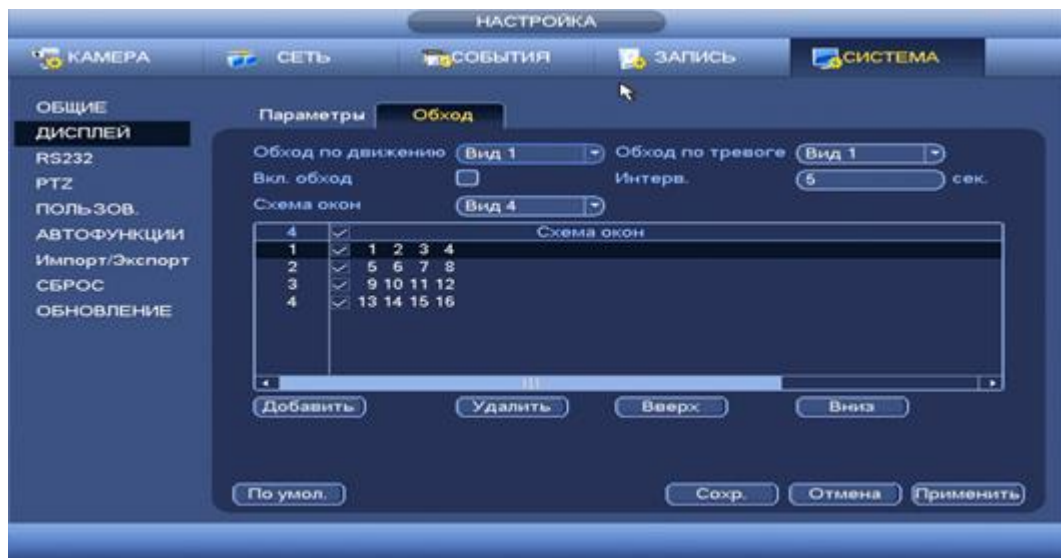 НАСТРОЙКА
КАМЕРА СЕТЬ СОБЫТИЯ ЗАПИСЬ СИСТЕМА
ОБЩИЕ
ДИСПЛЕЙ
RS232
PTZ
ПОЛЬЗОВ.
АВТОФУНКЦИИ
Импорт/Экспорт
СБРОС
ОБНОВЛЕНИЕ
Параметры Обход
Обход по движению Вид 1 Обход по тревоге Вид 1
Вкл. обход Интерв. 5 сек.
Схема окон Вид 4
4 Схема окон
1 1 2 3 4
2 5 6 7 8
3 9 10 11 12
4 13 14 15 16
Добавить Удалить Вверх Вниз
По умол. Сохр. Отмена Применить